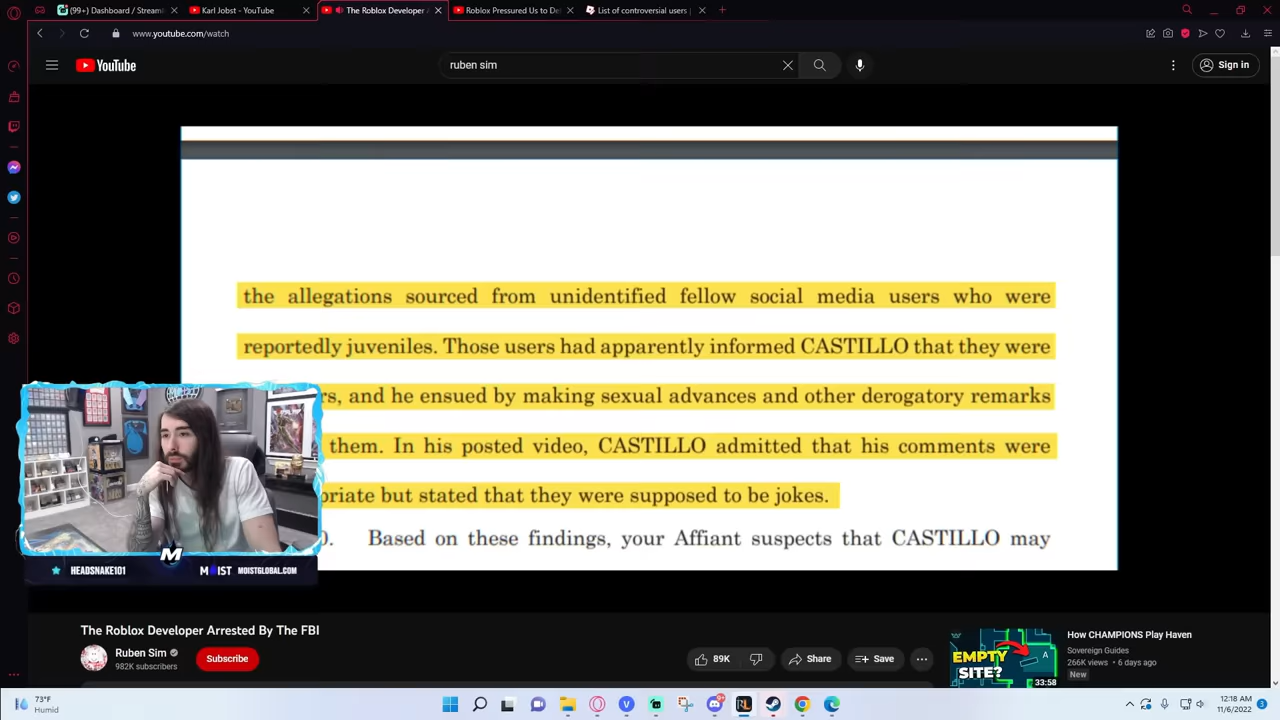 (99+) Dashboard / Streaml
Karl Jobst - YouTube
The Roblox Developer A
Roblox Pressured Us to De
List of controversial users |
www.youtube.com/watch
YouTube
ruben sim
Sign in
the allegations sourced from unidentified fellow social media users who were
reportedly juveniles. Those users had apparently informed CASTILLO that they were
rs, and he ensued by making sexual advances and other derogatory remarks
them. In his posted video, CASTILLO admitted that his comments were
priate but stated that they were supposed to be jokes.
0. Based on these findings, your Affiant suspects that CASTILLO may
M
HEADSNAKE101
MOIST MOISTGLOBAL.COM
The Roblox Developer Arrested By The FBI
Ruben Sim
982K subscribers
Subscribe
89K
Share
Save
EMPTY
SITE?
A
33:58
How CHAMPIONS Play Haven
Sovereign Guides
266K views • 6 days ago
New
73°F
Humid
12:18 AM
11/6/2022
3